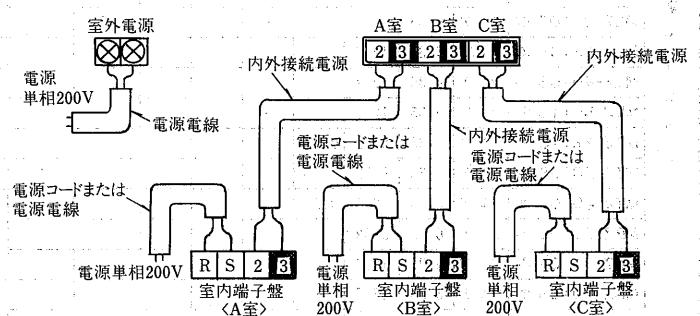 室外電源
電源
単相200V
電源電線
A室 B室 C室
2 3 2 3 2 3
内外接続電源
内外接続電源
内外接続電源
電源コードまたは
電源電線
電源コードまたは
電源電線
電源コードまたは
電源電線
R S 2 3
R S 2 3
R S 2 3
電源単相200V
室内端子盤
〈A室〉
電源
単相
200V
室内端子盤
〈B室〉
電源
単相
200V
室内端子盤
〈C室〉